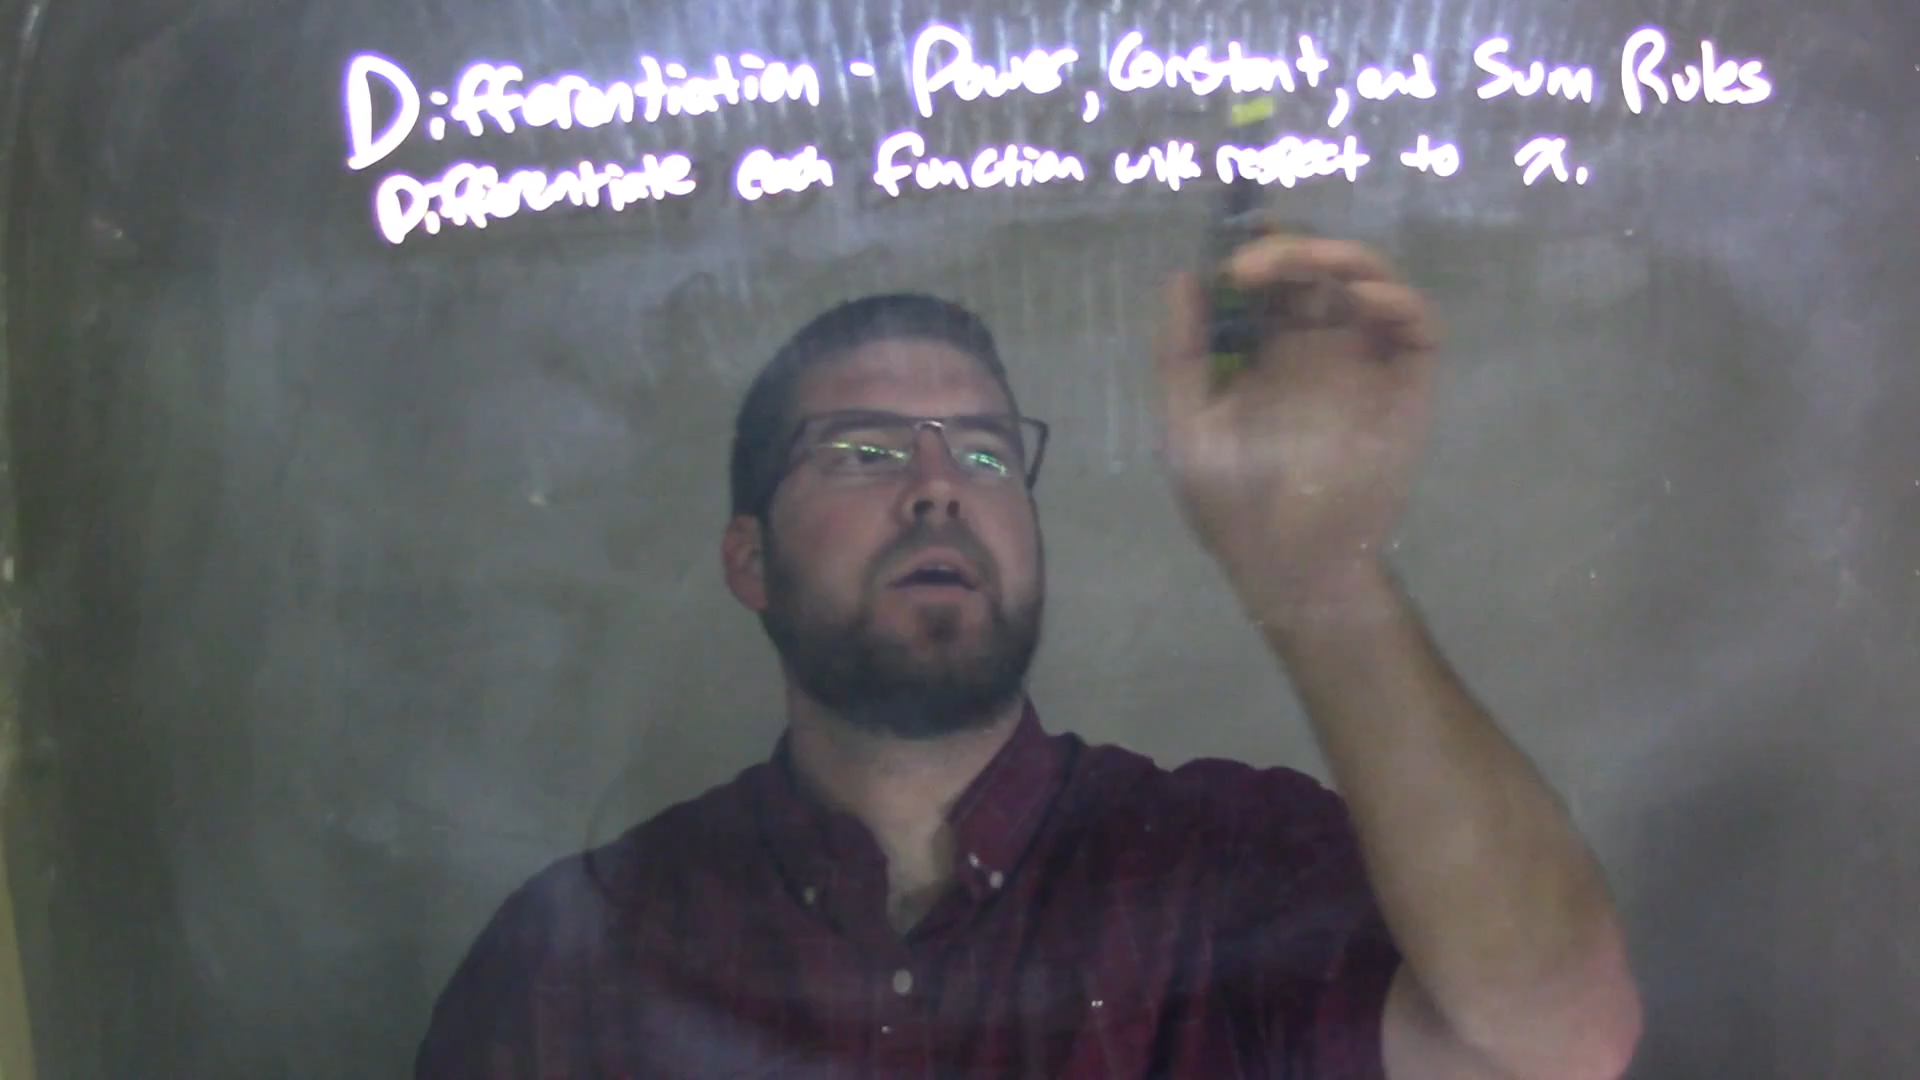 Differentiation - Power, Constant, and Sum Rules
Differentiate each function with respect to x.